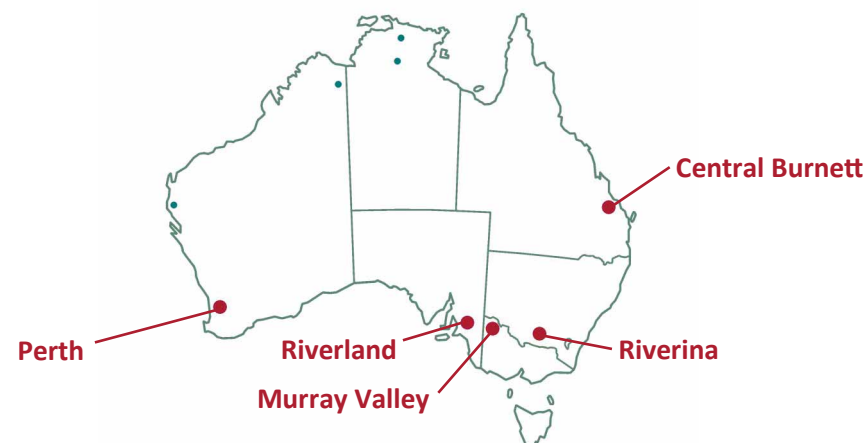 Central Burnett
Perth
Riverland
Riverina
Murray Valley